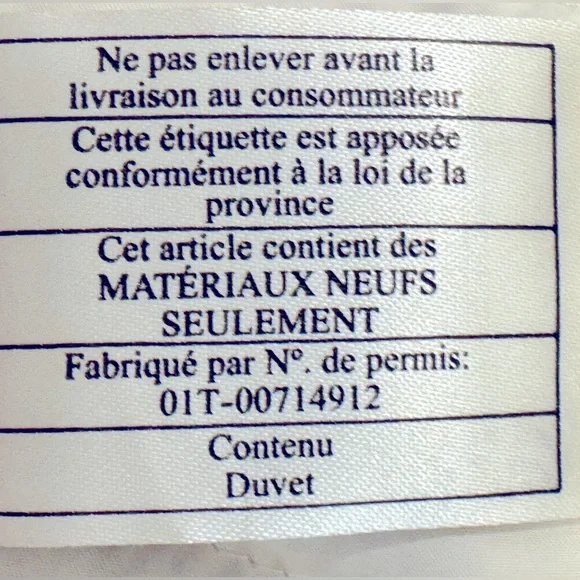 Ne pas enlever avant la
livraison au consommateur
Cette étiquette est apposée
conformément à la loi de la
province
Cet article contient des
MATÉRIAUX NEUFS
SEULEMENT
Fabriqué par Nº. de permis:
01T-00714912
Contenu
Duvet